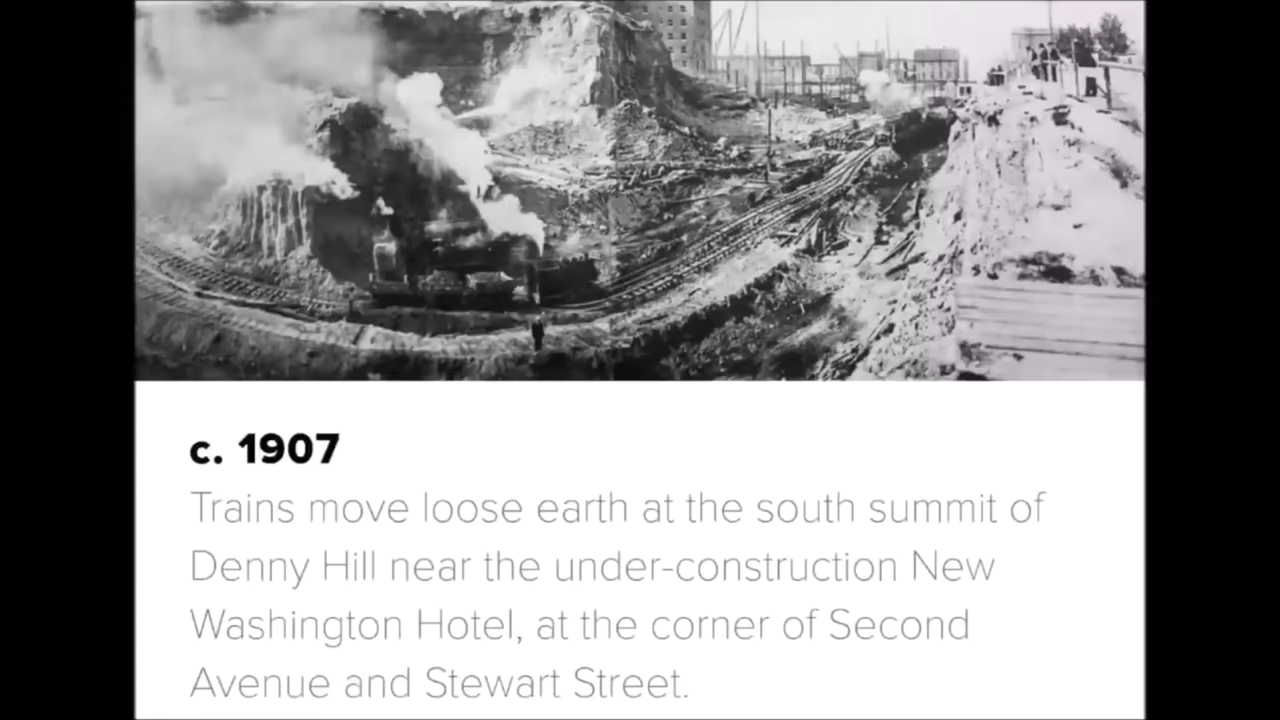 c. 1907
Trains move loose earth at the south summit of
Denny Hill near the under-construction New
Washington Hotel, at the corner of Second
Avenue and Stewart Street.